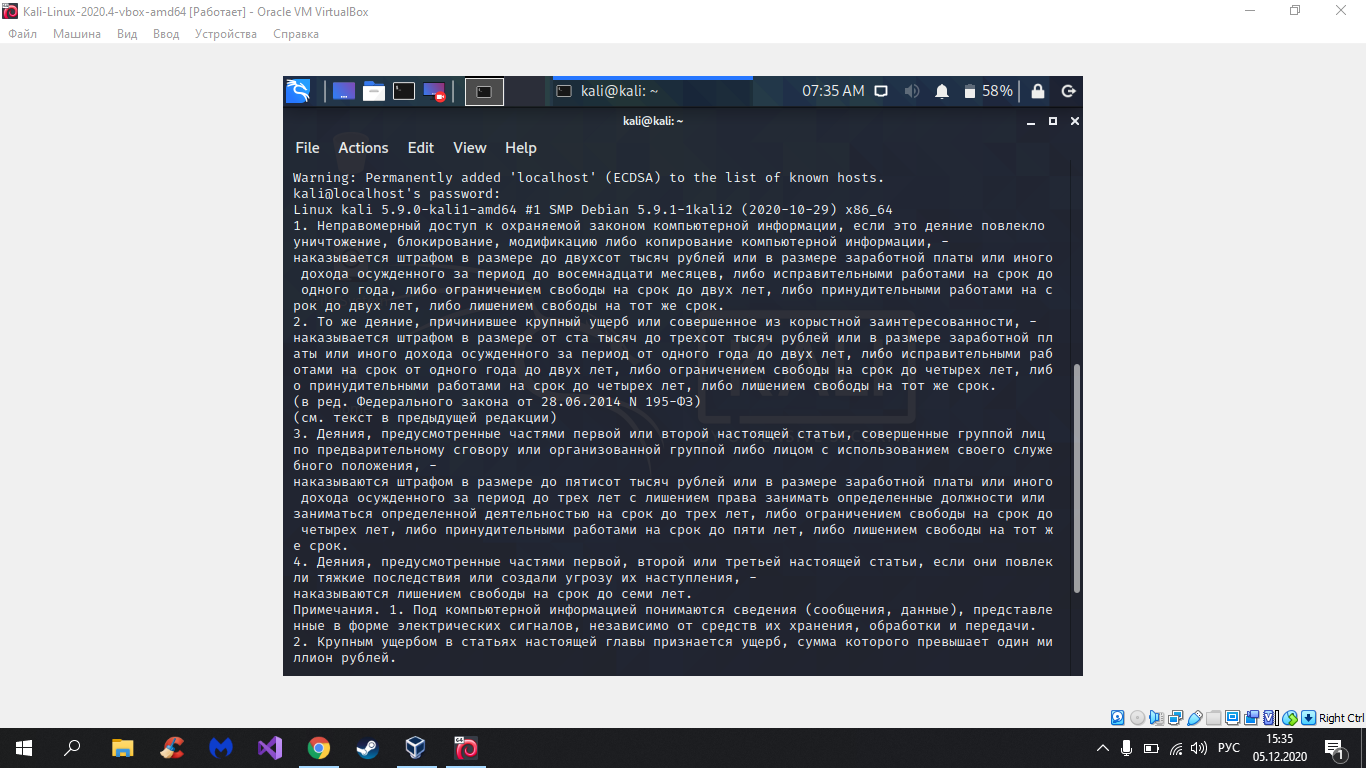 Kali-Linux-2020.4-vbox-amd64 [Работает] - Oracle VM VirtualBox
Файл Машина Вид Ввод Устройства Справка
kali@kali: ~ 07:35 AM 58%
kali@kali: ~
File Actions Edit View Help
Warning: Permanently added 'localhost' (ECDSA) to the list of known hosts.
kali@localhost's password:
Linux kali 5.9.0-kali1-amd64 #1 SMP Debian 5.9.1-1kali2 (2020-10-29) x86_64
1. Неправомерный доступ к охраняемой законом компьютерной информации, если это деяние повлекло
уничтожение, блокирование, модификацию либо копирование компьютерной информации, -
наказывается штрафом в размере до двухсот тысяч рублей или в размере заработной платы или иного
дохода осужденного за период до восемнадцати месяцев, либо исправительными работами на срок до
одного года, либо ограничением свободы на срок до двух лет, либо принудительными работами на с
рок до двух лет, либо лишением свободы на тот же срок.
2. То же деяние, причинившее крупный ущерб или совершенное из корыстной заинтересованности, -
наказывается штрафом в размере от ста тысяч до трехсот тысяч рублей или в размере заработной пл
аты или иного дохода осужденного за период от одного года до двух лет, либо исправительными раб
отами на срок от одного года до двух лет, либо ограничением свободы на срок до четырех лет, либ
о принудительными работами на срок до четырех лет, либо лишением свободы на тот же срок.
(в ред. Федерального закона от 28.06.2014 N 195-ФЗ)
(см. текст в предыдущей редакции)
3. Деяния, предусмотренные частями первой или второй настоящей статьи, совершенные группой лиц
по предварительному сговору или организованной группой либо лицом с использованием своего служе
бного положения, -
наказываются штрафом в размере до пятисот тысяч рублей или в размере заработной платы или иного
дохода осужденного за период до трех лет с лишением права занимать определенные должности или
заниматься определенной деятельностью на срок до трех лет, либо ограничением свободы на срок до
четырех лет, либо принудительными работами на срок до пяти лет, либо лишением свободы на тот ж
е срок.
4. Деяния, предусмотренные частями первой, второй или третьей настоящей статьи, если они повлек
ли тяжкие последствия или создали угрозу их наступления, -
наказываются лишением свободы на срок до семи лет.
Примечания. 1. Под компьютерной информацией понимаются сведения (сообщения, данные), представле
нные в форме электрических сигналов, независимо от средств их хранения, обработки и передачи.
2. Крупным ущербом в статьях настоящей главы признается ущерб, сумма которого превышает один ми
ллион рублей.
Right Ctrl
РУС 15:35
05.12.2020
1